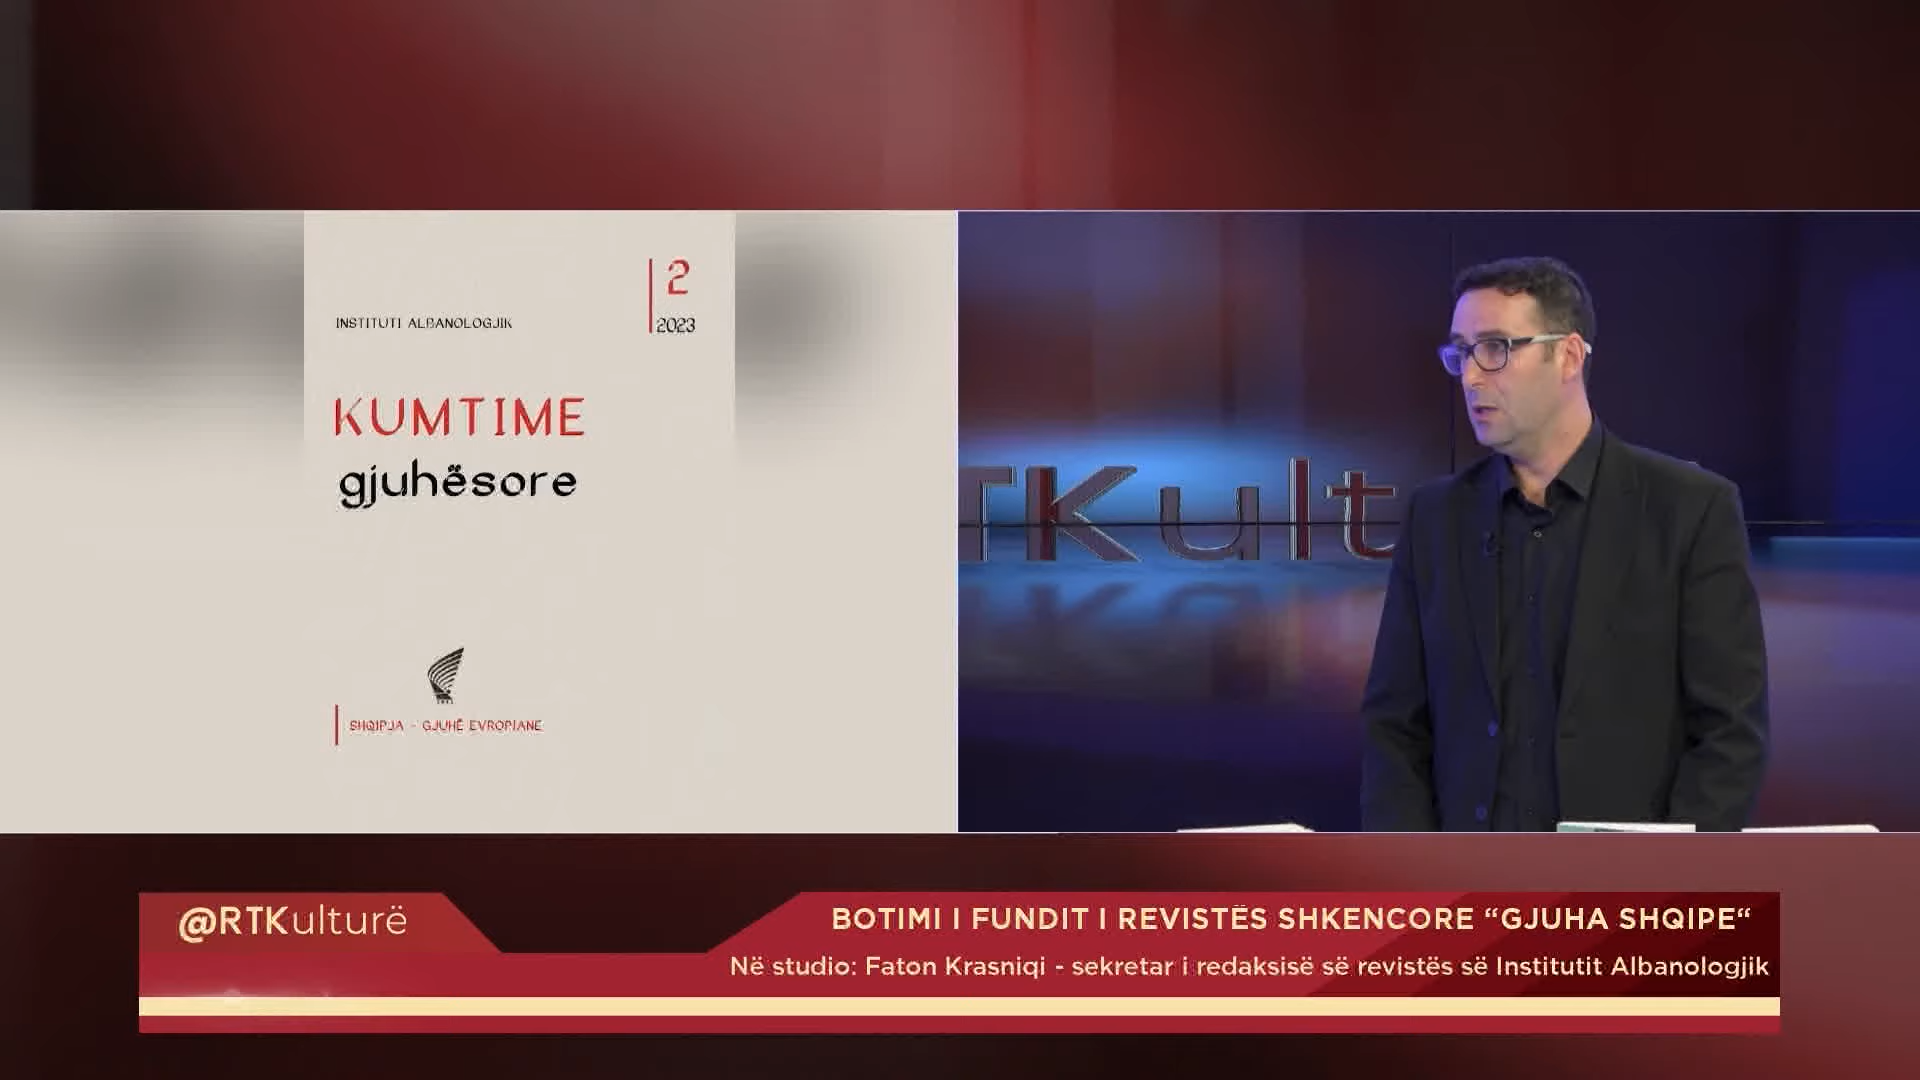 2
INSTITUTI ALBANOLOGJIK
2023
KUMTIME
gjuhësore
SHQIPJA - GJUHË EVROPIANE
TKult
@RTKulturë
BOTIMI I FUNDIT I REVISTËS SHKENCORE “GJUHA SHQIPE“
Në studio: Faton Krasniqi - sekretar i redaksisë së revistës së Institutit Albanologjik